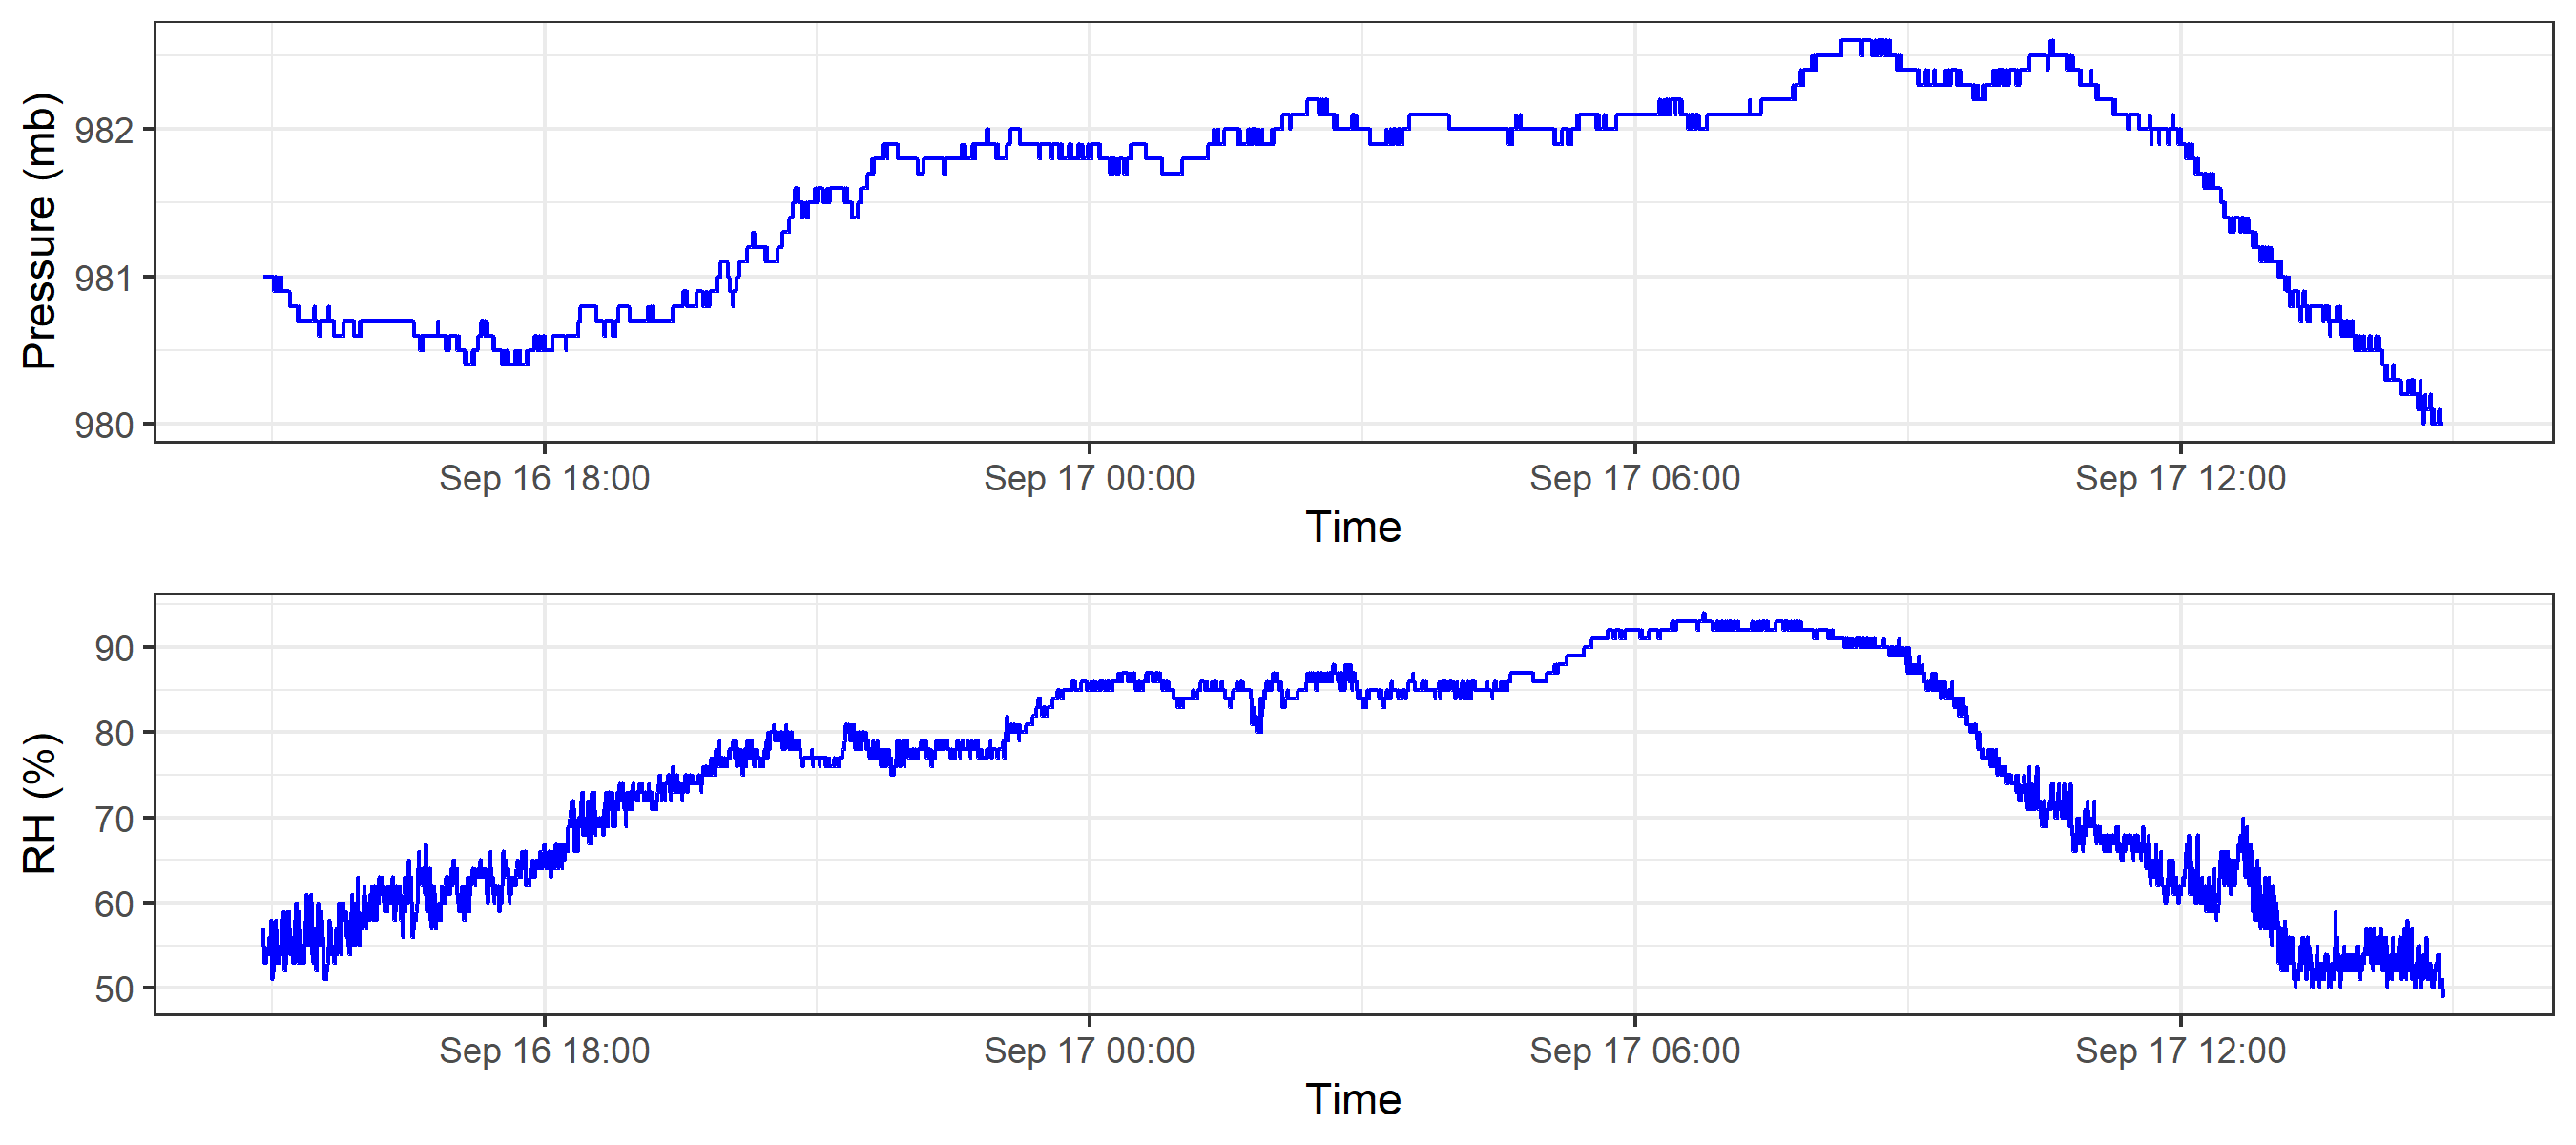 Pressure (mb)
982
981
980
Sep 16 18:00
Sep 17 00:00
Sep 17 06:00
Sep 17 12:00
Time
RH (%)
90
80
70
60
50
Sep 16 18:00
Sep 17 00:00
Sep 17 06:00
Sep 17 12:00
Time